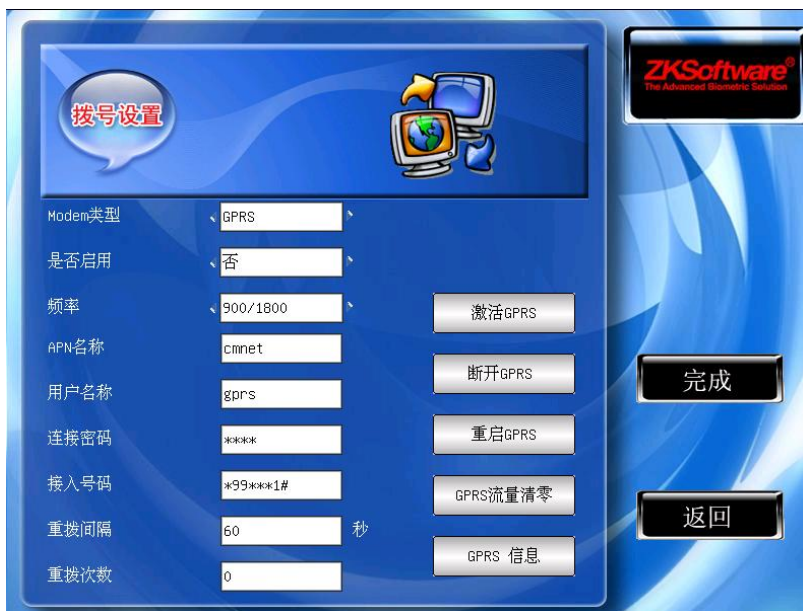 拨号设置
ZKSoftware®
The Advanced Biometric Solution
Modem类型
GPRS
是否启用
否
频率
900/1800
APN名称
cmnet
用户名称
gprs
连接密码
****
接入号码
*99***1#
重拨间隔
60
秒
重拨次数
0
激活GPRS
断开GPRS
重启GPRS
GPRS流量清零
GPRS 信息
完成
返回